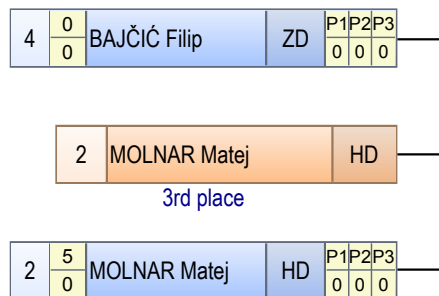 4 0 BAJČIĆ Filip ZD P1 P2 P3
0 0 0 0
2 MOLNAR Matej HD
3rd place
2 5 MOLNAR Matej HD P1 P2 P3
0 0 0 0